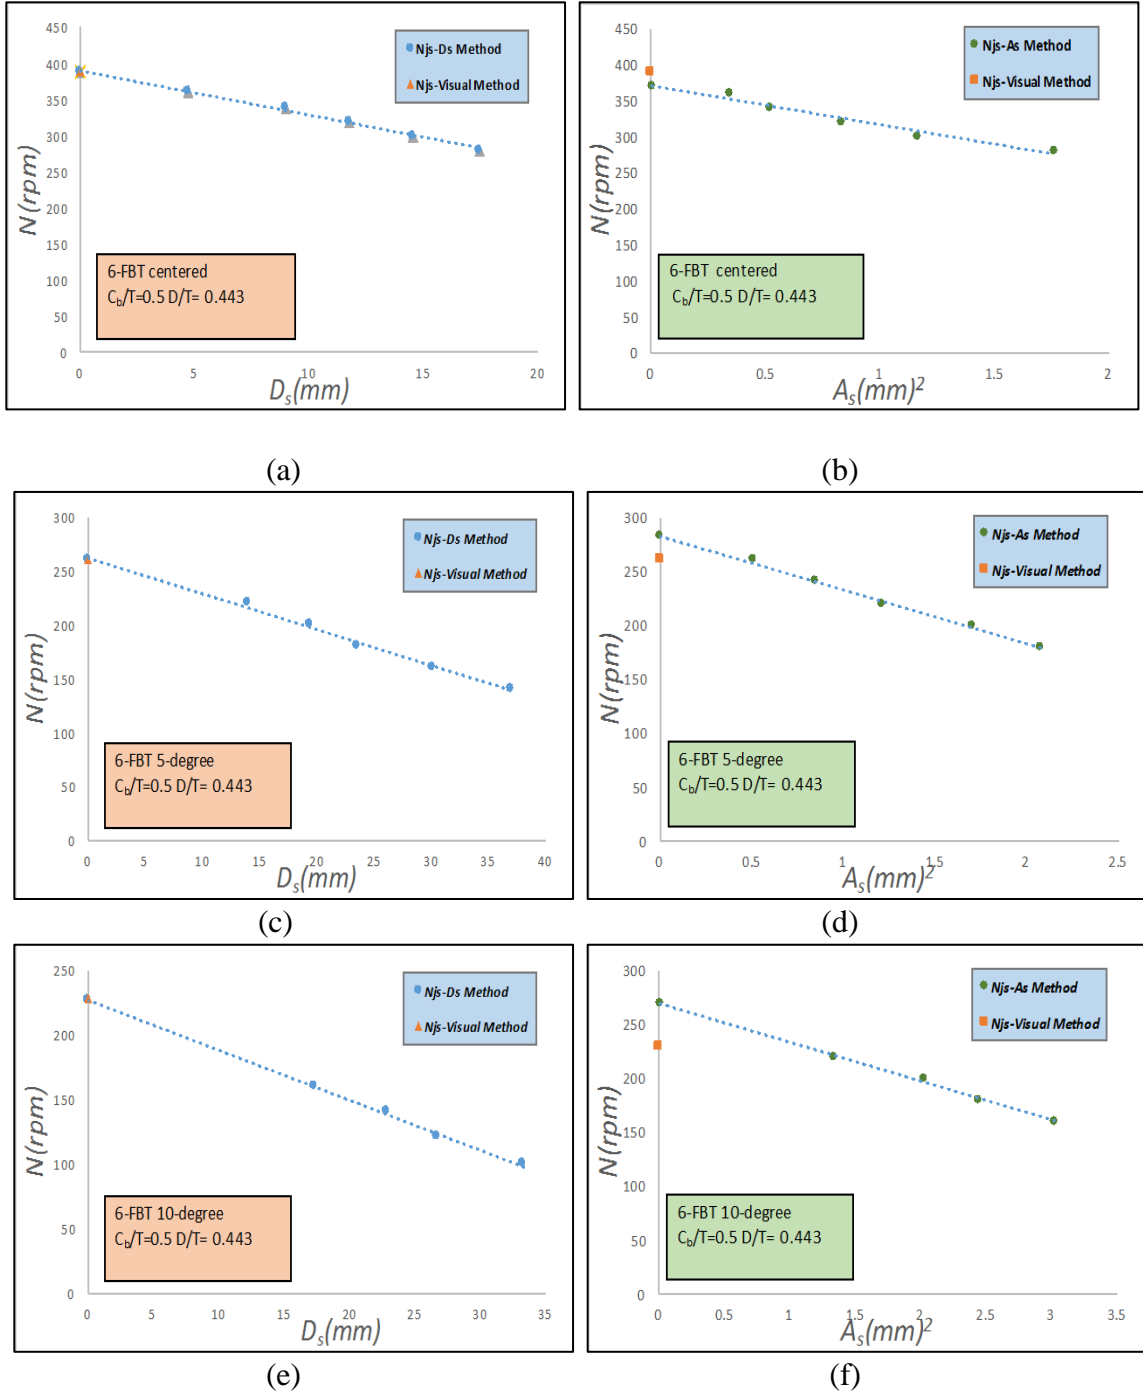 450
400
350
300
250
200
150
100
50
0
N(rpm)
Njs-Ds Method
Njs-Visual Method
6-FBT centered
Cb/T=0.5 D/T= 0.443
0 5 10 15 20
Ds(mm)
(a)
450
400
350
300
250
200
150
100
50
0
N(rpm)
Njs-As Method
Njs-Visual Method
6-FBT centered
Cb/T=0.5 D/T= 0.443
0 0.5 1 1.5 2
As(mm)²
(b)
300
250
200
150
100
50
0
N(rpm)
Njs-Ds Method
Njs-Visual Method
6-FBT 5-degree
Cb/T=0.5 D/T= 0.443
0 5 10 15 20 25 30 35 40
Ds(mm)
(c)
300
250
200
150
100
50
0
N(rpm)
Njs-As Method
Njs-Visual Method
6-FBT 5-degree
Cb/T=0.5 D/T= 0.443
0 0.5 1 1.5 2 2.5
As(mm)²
(d)
250
200
150
100
50
0
N(rpm)
Njs-Ds Method
Njs-Visual Method
6-FBT 10-degree
Cb/T=0.5 D/T= 0.443
0 5 10 15 20 25 30 35
Ds(mm)
(e)
300
250
200
150
100
50
0
N(rpm)
Njs-As Method
Njs-Visual Method
6-FBT 10-degree
Cb/T=0.5 D/T= 0.443
0 0.5 1 1.5 2 2.5 3 3.5
As(mm)²
(f)